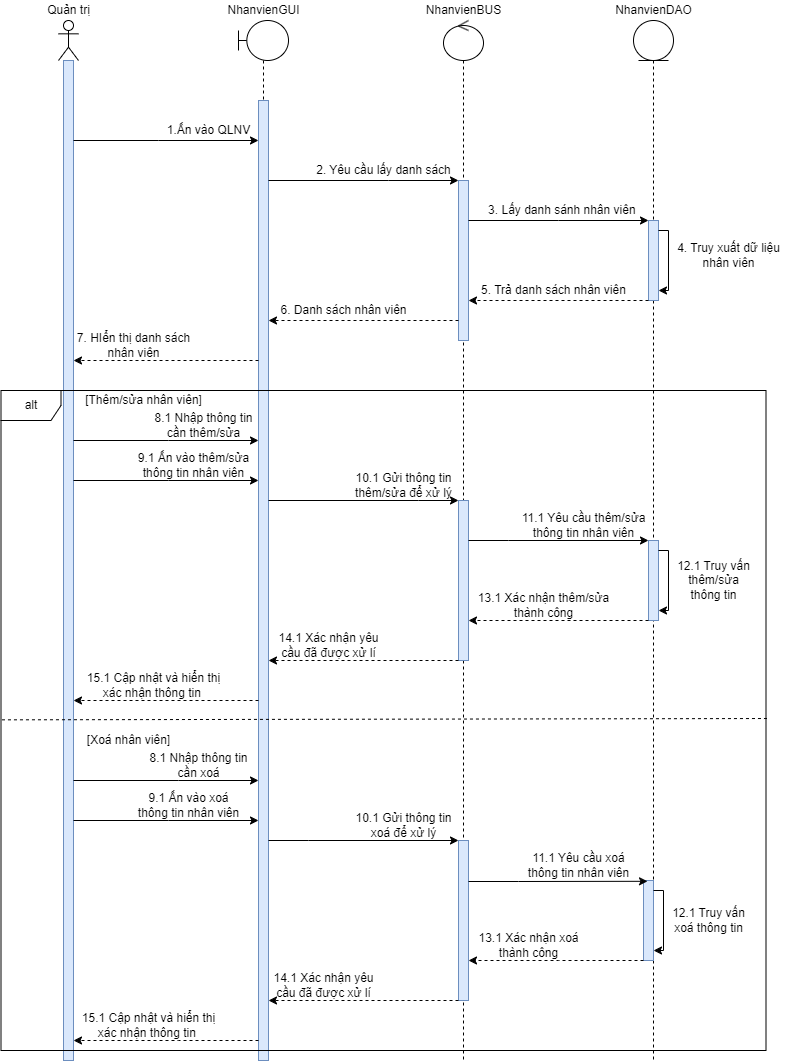 Quản trị
NhanvienGUI
NhanvienBUS
NhanvienDAO
1.Ấn vào QLNV
2. Yêu cầu lấy danh sách
3. Lấy danh sánh nhân viên
4. Truy xuất dữ liệu
nhân viên
5. Trả danh sách nhân viên
6. Danh sách nhân viên
7. HIển thị danh sách
nhân viên
alt
[Thêm/sửa nhân viên]
8.1 Nhập thông tin
cần thêm/sửa
9.1 Ấn vào thêm/sửa
thông tin nhân viên
10.1 Gửi thông tin
thêm/sửa để xử lý
11.1 Yêu cầu thêm/sửa
thông tin nhân viên
12.1 Truy vấn
thêm/sửa
thông tin
13.1 Xác nhận thêm/sửa
thành công
14.1 Xác nhận yêu
cầu đã được xử lí
15.1 Cập nhật và hiển thị
xác nhận thông tin
[Xoá nhân viên]
8.1 Nhập thông tin
cần xoá
9.1 Ấn vào xoá
thông tin nhân viên
10.1 Gửi thông tin
xoá để xử lý
11.1 Yêu cầu xoá
thông tin nhân viên
12.1 Truy vấn
xoá thông tin
13.1 Xác nhận xoá
thành công
14.1 Xác nhận yêu
cầu đã được xử lí
15.1 Cập nhật và hiển thị
xác nhận thông tin